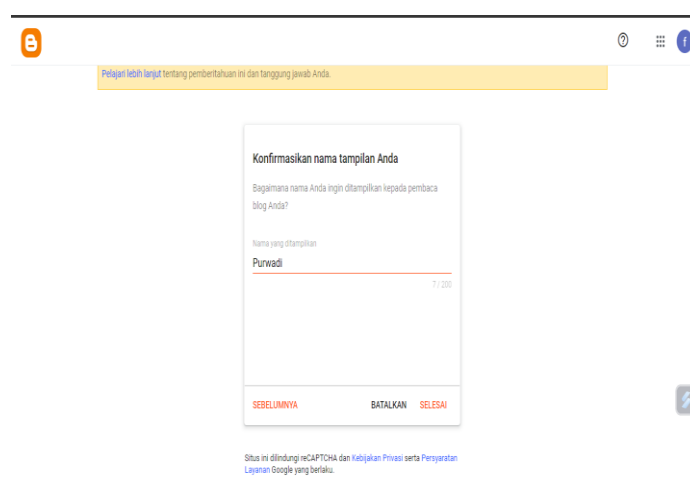 Pelajari lebih lanjut tentang pemberitahuan ini dan tanggung jawab Anda.
Konfirmasikan nama tampilan Anda
Bagaimana nama Anda ingin ditampilkan kepada pembaca
blog Anda?
Nama yang ditampilkan
Purwadi
7 / 200
SEBELUMNYA BATALKAN SELESAI
Situs ini dilindungi reCAPTCHA dan Kebijakan Privasi serta Persyaratan
Layanan Google yang berlaku.
f